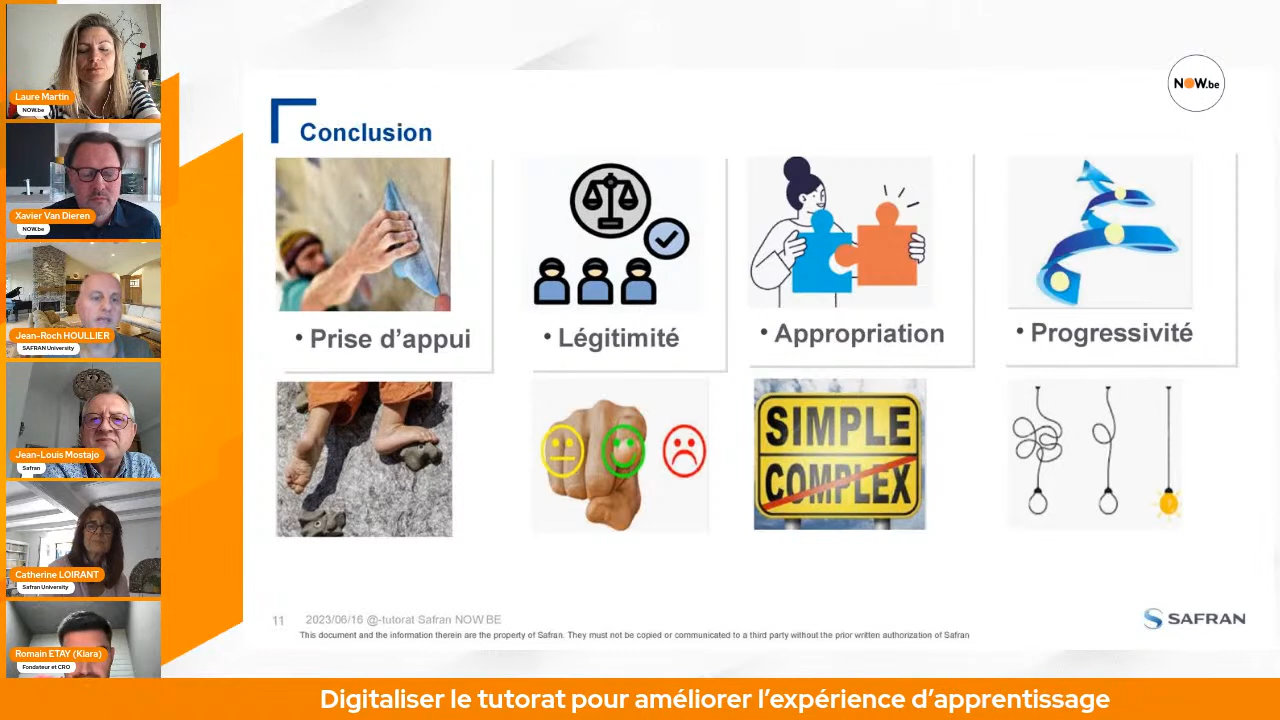 Laure Martin
NOW.be
Xavier Van Dieren
NOW.be
Jean-Roch HOULLIER
SAFRAN University
Jean-Louis Mostajo
Safran
Catherine LOIRANT
Safran University
Romain ETAY (Klara)
Fondateur et CRO
NOW.be
Conclusion
• Prise d’appui
• Légitimité
• Appropriation
• Progressivité
SIMPLE
COMPLEX
11 2023/06/16 @-tutorat Safran NOW BE
This document and the information therein are the property of Safran. They must not be copied or communicated to a third party without the prior written authorization of Safran
SAFRAN
Digitaliser le tutorat pour améliorer l’expérience d’apprentissage